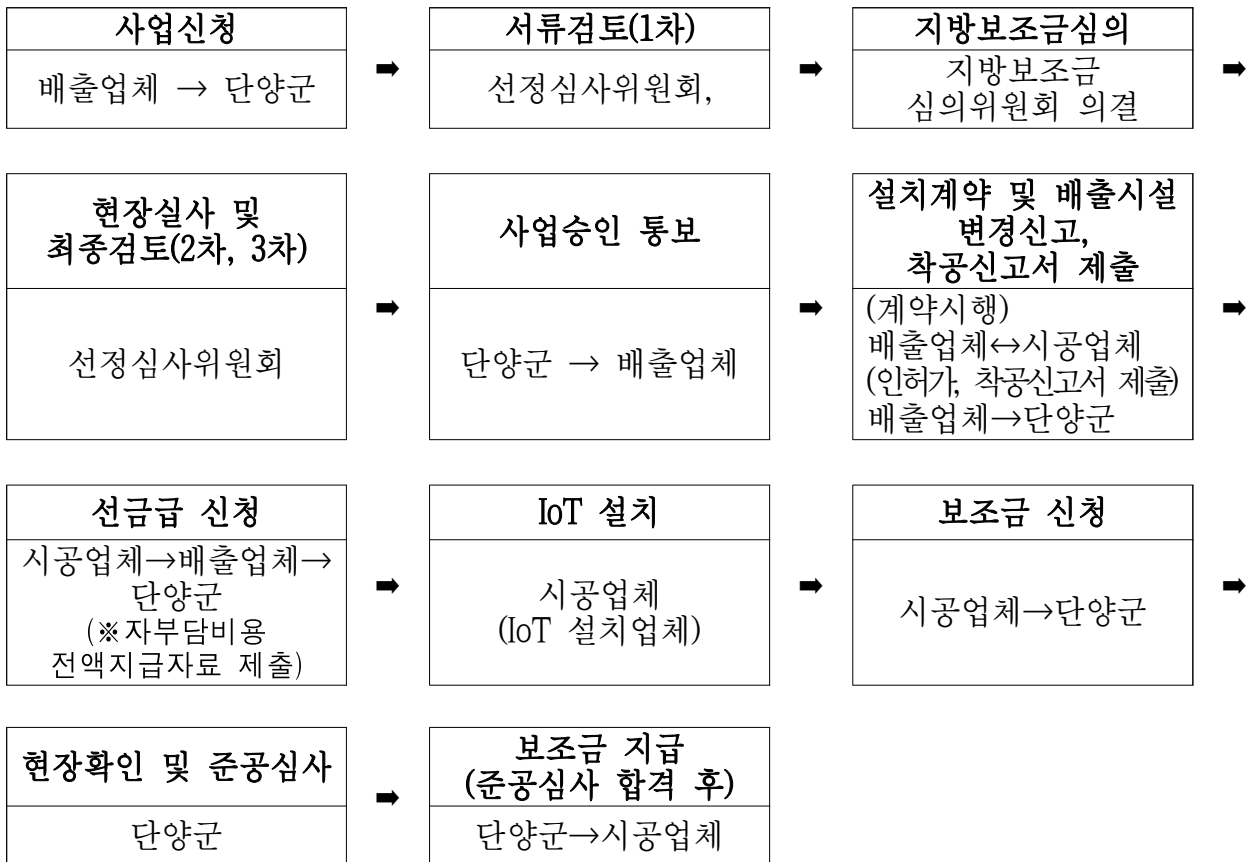 사업신청
배출업체 → 단양군
➡
서류검토(1차)
선정심사위원회,
➡
지방보조금심의
지방보조금
심의위원회 의결
➡
현장실사 및
최종검토(2차, 3차)
선정심사위원회
➡
사업승인 통보
단양군 → 배출업체
➡
설치계약 및 배출시설
변경신고,
착공신고서 제출
(계약시행)
배출업체↔시공업체
(인허가, 착공신고서 제출)
배출업체→단양군
➡
선금급 신청
시공업체→배출업체→
단양군
(※자부담비용
전액지급자료 제출)
➡
IoT 설치
시공업체
(IoT 설치업체)
➡
보조금 신청
시공업체→단양군
➡
현장확인 및 준공심사
단양군
➡
보조금 지급
(준공심사 합격 후)
단양군→시공업체